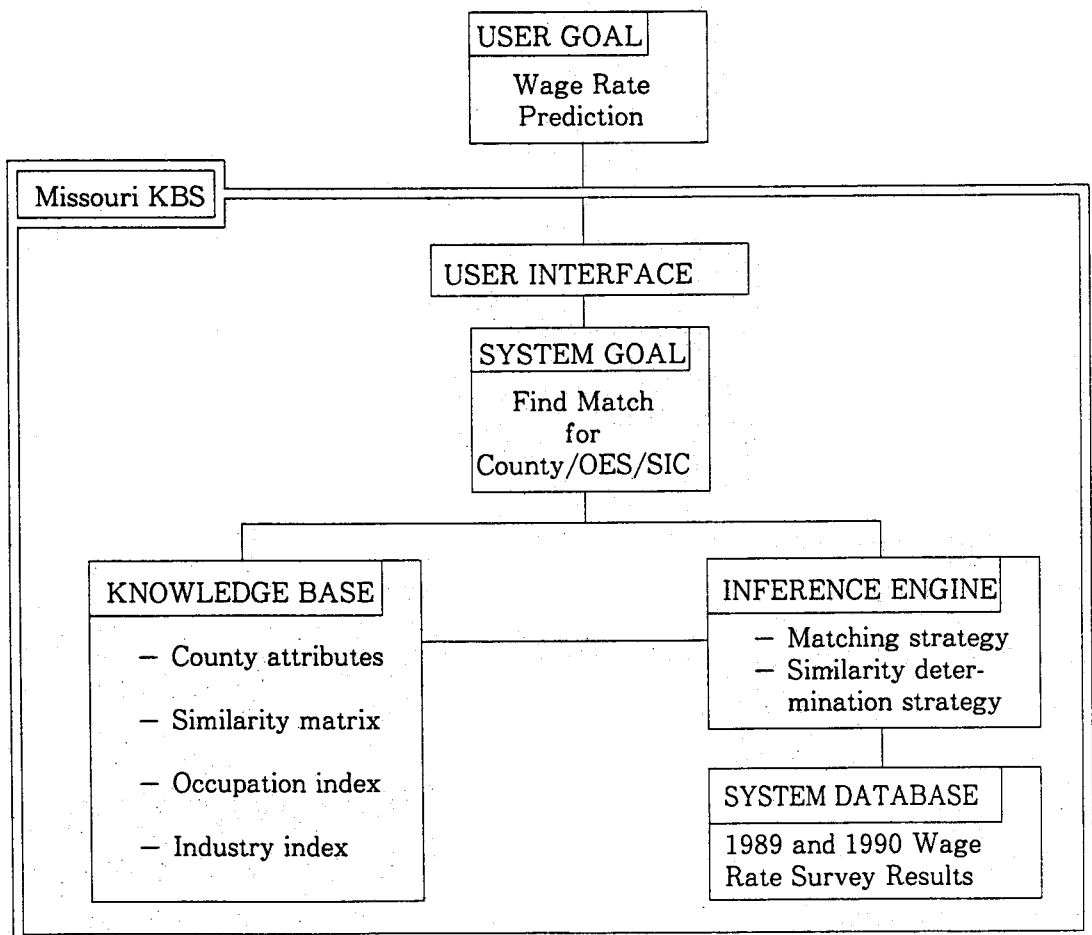 USER GOAL
Wage Rate
Prediction
Missouri KBS
USER INTERFACE
SYSTEM GOAL
Find Match
for
County/OES/SIC
KNOWLEDGE BASE
– County attributes
– Similarity matrix
– Occupation index
– Industry index
INFERENCE ENGINE
– Matching strategy
– Similarity deter-
mination strategy
SYSTEM DATABASE
1989 and 1990 Wage
Rate Survey Results